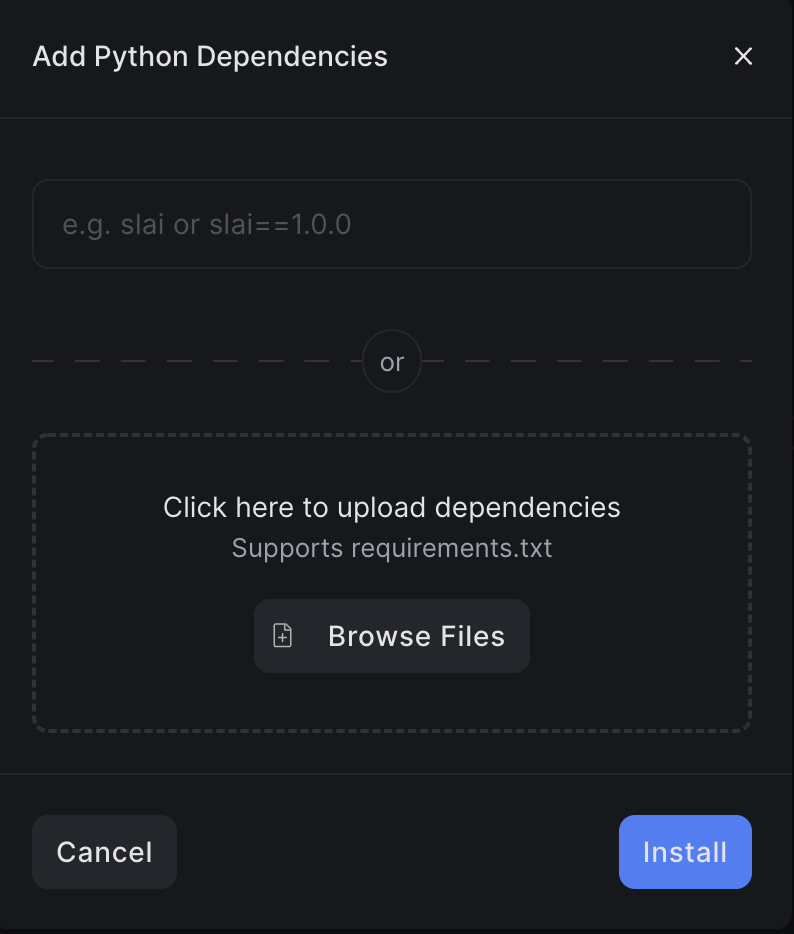 Add Python Dependencies
e.g. slai or slai==1.0.0
or
Click here to upload dependencies
Supports requirements.txt
Browse Files
Cancel
Install